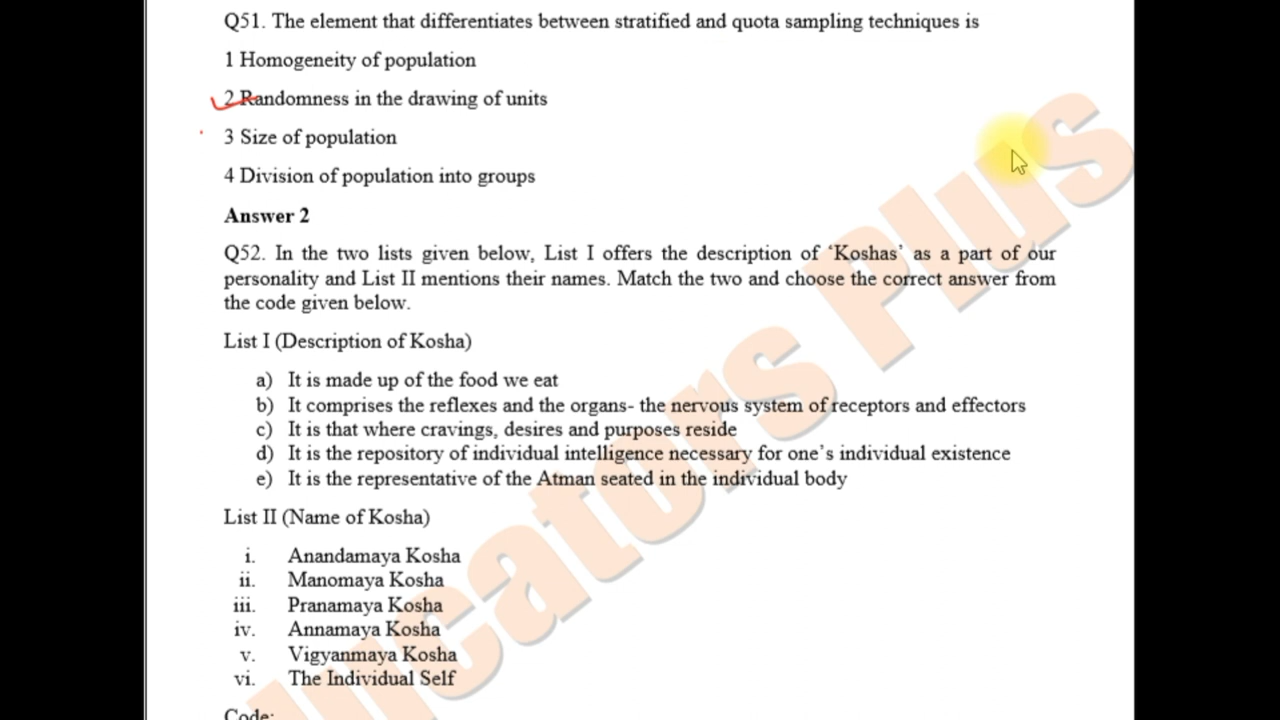 Q51. The element that differentiates between stratified and quota sampling techniques is
1 Homogeneity of population
2 Randomness in the drawing of units
3 Size of population
4 Division of population into groups
Answer 2
Q52. In the two lists given below, List I offers the description of ‘Koshas’ as a part of our
personality and List II mentions their names. Match the two and choose the correct answer from
the code given below.
List I (Description of Kosha)
a) It is made up of the food we eat
b) It comprises the reflexes and the organs- the nervous system of receptors and effectors
c) It is that where cravings, desires and purposes reside
d) It is the repository of individual intelligence necessary for one’s individual existence
e) It is the representative of the Atman seated in the individual body
List II (Name of Kosha)
i. Anandamaya Kosha
ii. Manomaya Kosha
iii. Pranamaya Kosha
iv. Annamaya Kosha
v. Vigyanmaya Kosha
vi. The Individual Self
Code:
ucators Plus